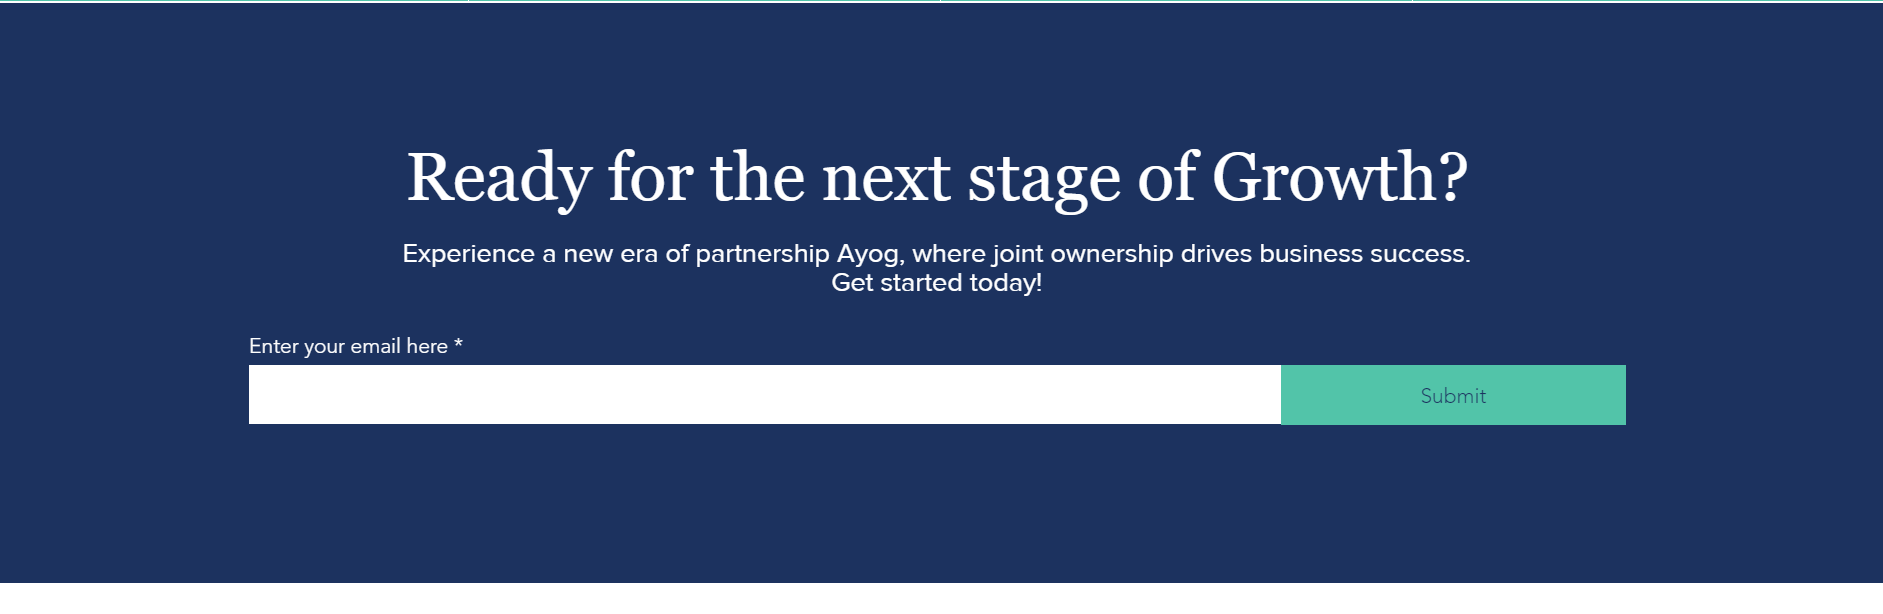 Ready for the next stage of Growth?
Experience a new era of partnership Ayog, where joint ownership drives business success.
Get started today!
Enter your email here *
Submit